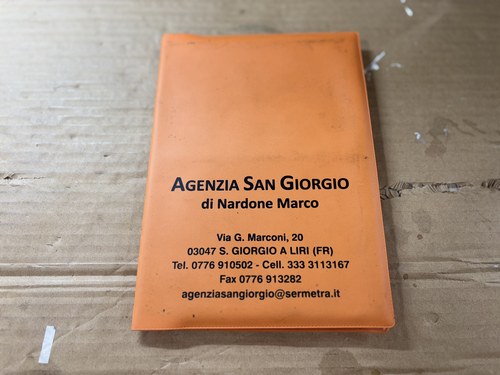 AGENZIA SAN GIORGIO
di Nardone Marco
Via G. Marconi, 20
03047 S. GIORGIO A LIRI (FR)
Tel. 0776 910502 - Cell. 333 3113167
Fax 0776 913282
agenziasangiorgio@sermetra.it